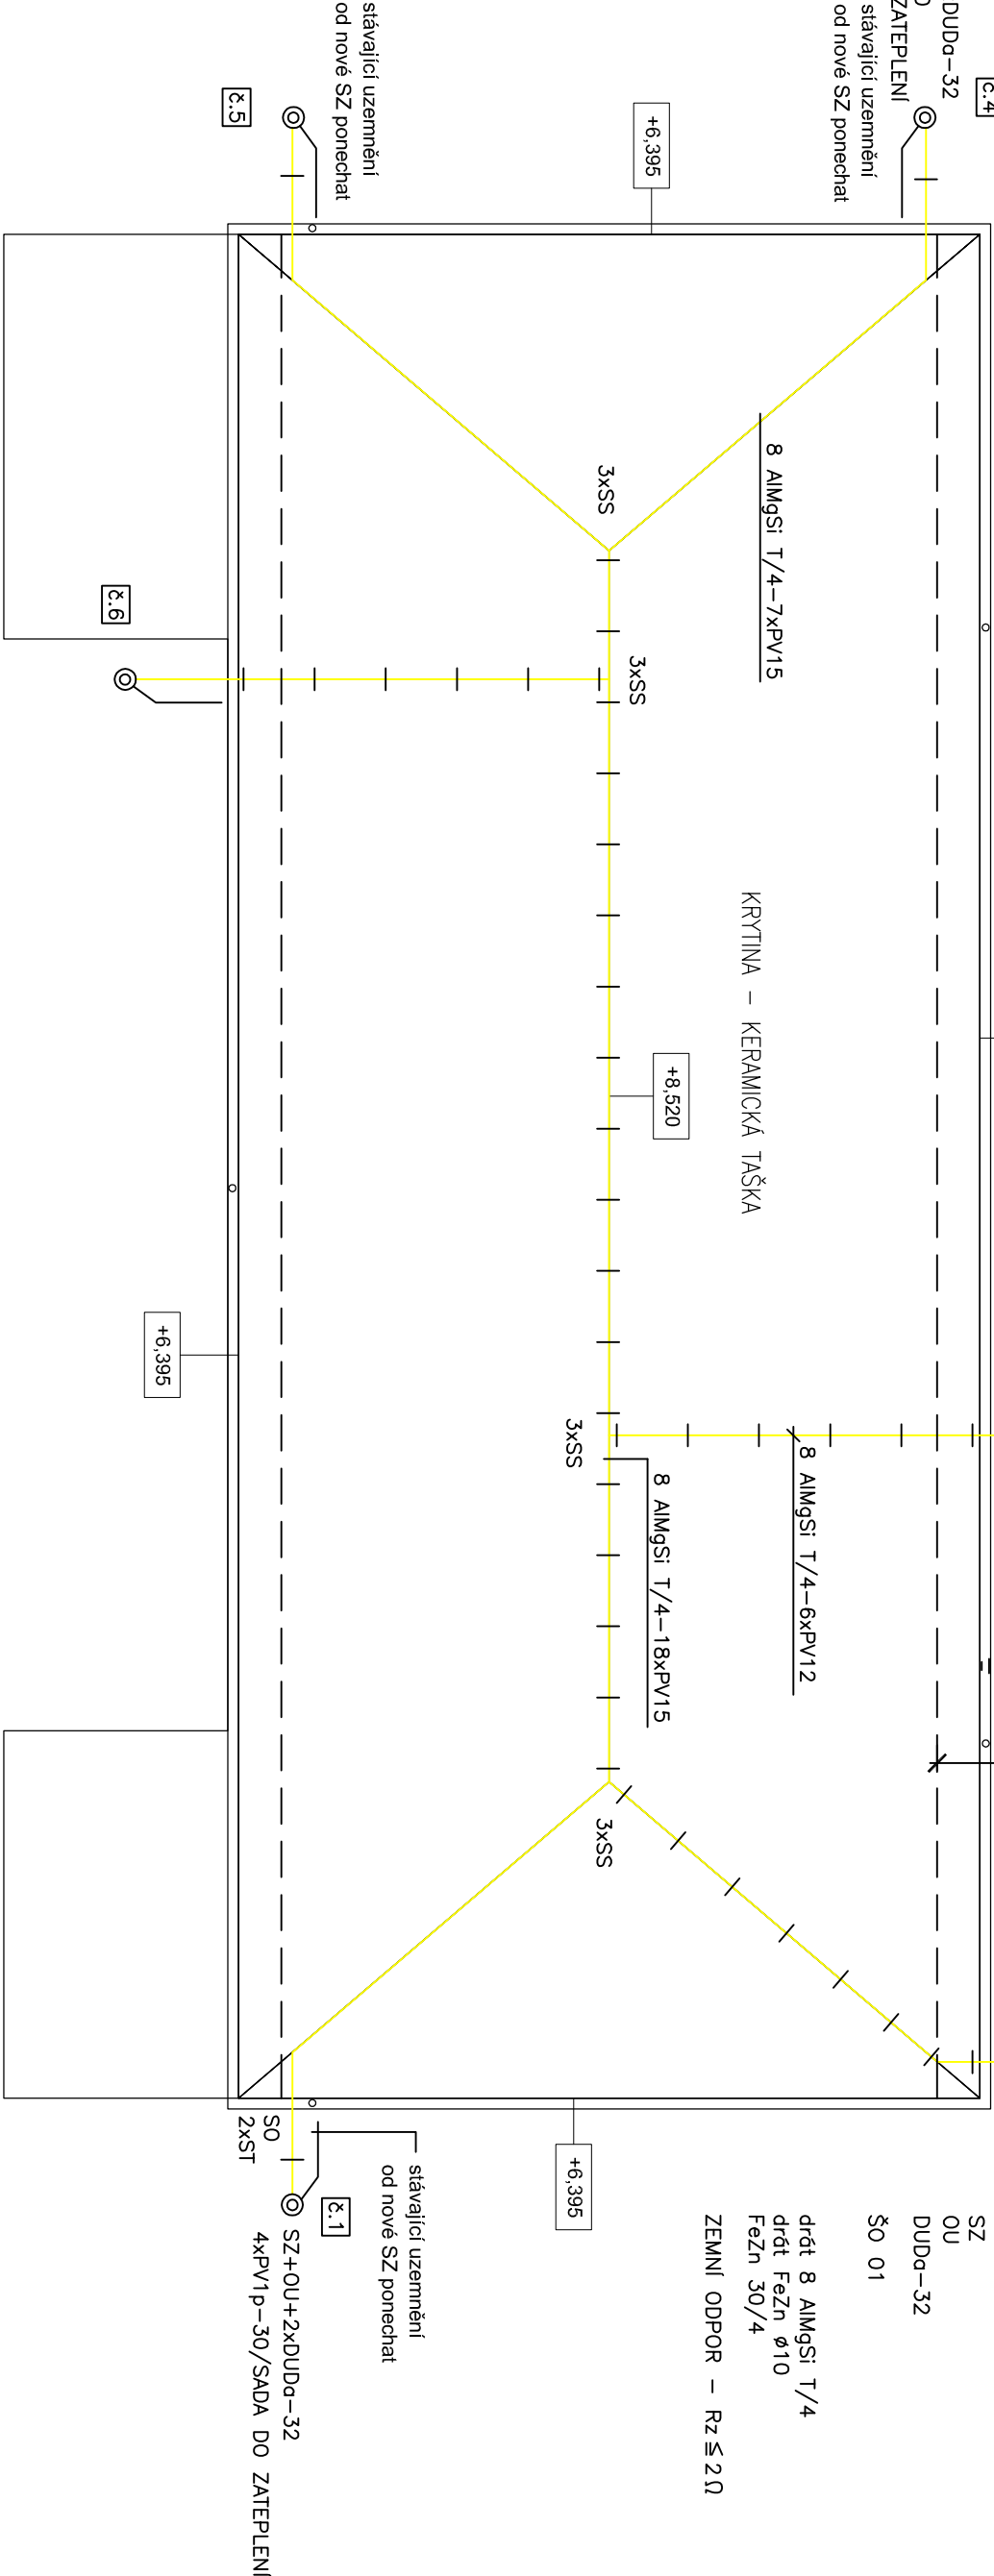 č.4
DUDa-32
ZATEPLENÍ
stávající uzemnění
od nové SZ ponechat
+6,395
stávající uzemnění
od nové SZ ponechat
č.5
8 AlMgSi T/4-7xPV15
3xSS
3xSS
č.6
KRYTINA - KERAMICKÁ TAŠKA
+8,520
+6,395
3xSS
8 AlMgSi T/4-6xPV12
8 AlMgSi T/4-18xPV15
3xSS
+6,395
SO
2xST
č.1
stávající uzemnění
od nové SZ ponechat
SZ+OU+2xDUDa-32
4xPV1p-30/SADA DO ZATEPLENÍ
SZ
OU
DUDa-32
ŠO 01
drát 8 AlMgSi T/4
drát FeZn ø10
FeZn 30/4
ZEMNÍ ODPOR - Rz≦2Ω